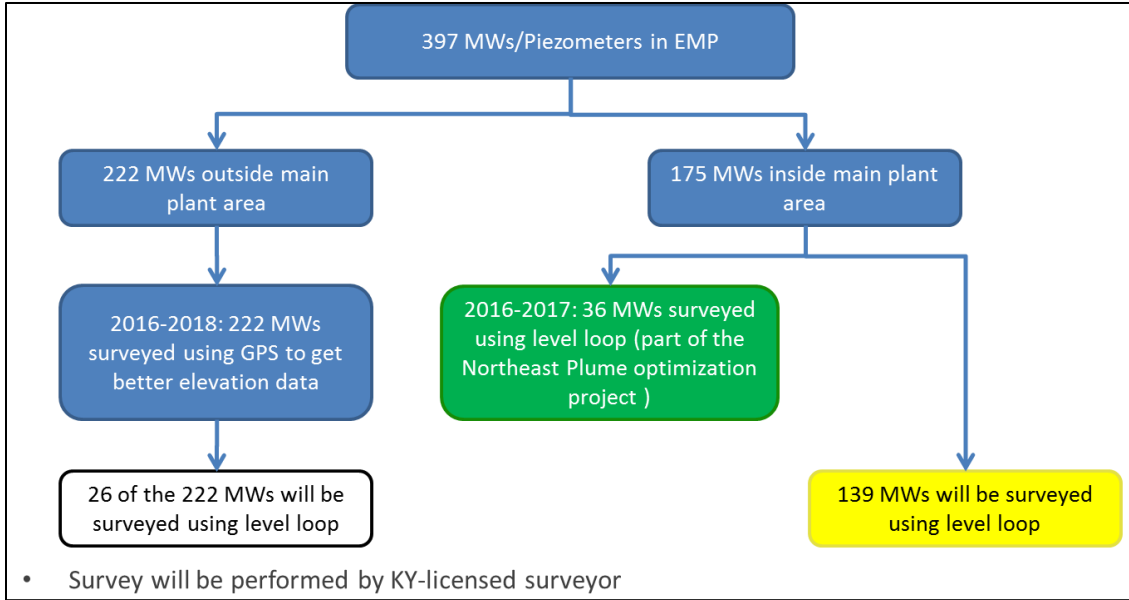 397 MWs/Piezometers in EMP
222 MWs outside main
plant area
175 MWs inside main plant
area
2016-2018: 222 MWs
surveyed using GPS to get
better elevation data
2016-2017: 36 MWs surveyed
using level loop (part of the
Northeast Plume optimization
project )
26 of the 222 MWs will be
surveyed using level loop
139 MWs will be surveyed
using level loop
• Survey will be performed by KY-licensed surveyor